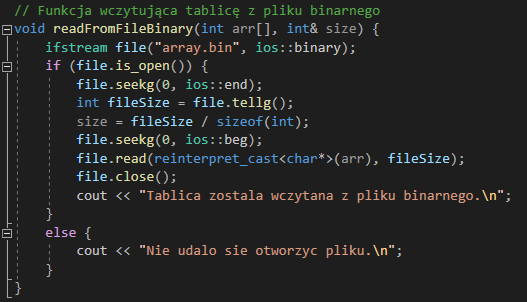 // Funkcja wczytująca tablicę z pliku binarnego
void readFromFileBinary(int arr[], int& size) {
    ifstream file("array.bin", ios::binary);
    if (file.is_open()) {
        file.seekg(0, ios::end);
        int fileSize = file.tellg();
        size = fileSize / sizeof(int);
        file.seekg(0, ios::beg);
        file.read(reinterpret_cast<char*>(arr), fileSize);
        file.close();
        cout << "Tablica zostala wczytana z pliku binarnego.\n";
    }
    else {
        cout << "Nie udalo sie otworzyc pliku.\n";
    }
}